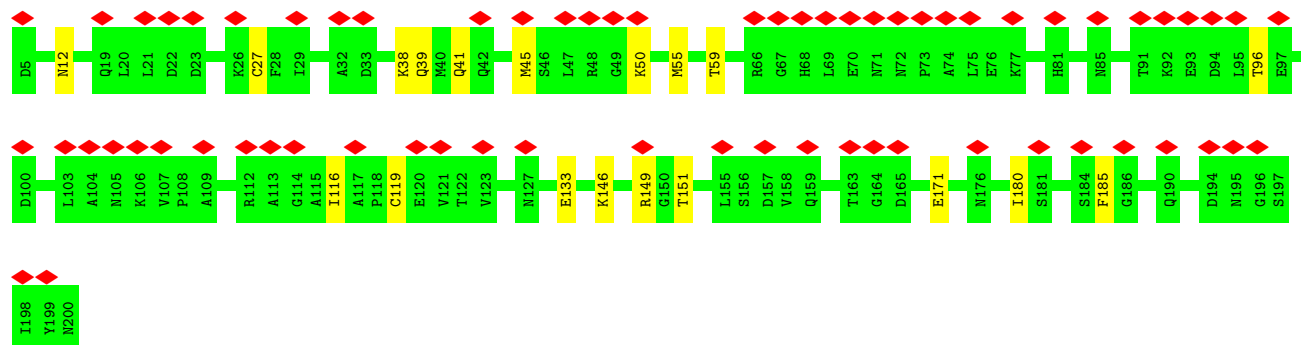 D5 N12 Q19 L20 L21 D22 D23 K26 C27 F28 I29 A32 D33 K38 Q39 M40 Q41 Q42 M45 S46 L47 R48 G49 K50 M55 T59 R66 G67 H68 L69 E70 N71 N72 P73 A74 L75 E76 K77 H81 N85 T91 K92 E93 D94 L95 T96 E97
D100 L103 A104 N105 K106 V107 P108 A109 R112 A113 G114 A115 I116 A117 P118 C119 E120 V121 T122 V123 N127 E133 K146 R149 G150 T151 L155 S156 D157 V158 Q159 T163 G164 D165 E171 N176 I180 S181 S184 F185 G186 Q190 D194 N195 G196 S197
I198 Y199 N200